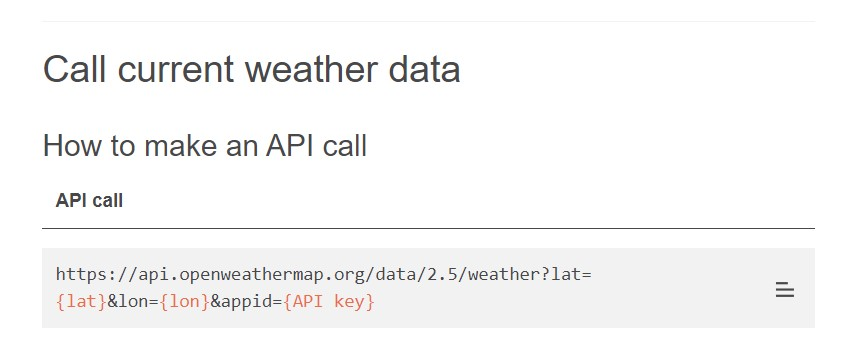 Call current weather data
How to make an API call
API call
https://api.openweathermap.org/data/2.5/weather?lat=
{lat}&lon={lon}&appid={API key}